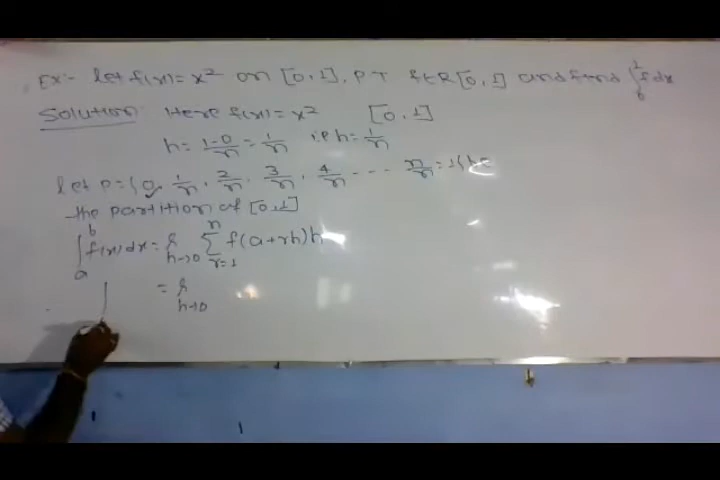 Ex:- let f(x) = x² on [0,1], P.T f∈R[0,1] and find ∫₀¹ f dx
Solution: Here f(x) = x² [0,1]
h = (1-0)/n = 1/n i.e h = 1/n
let P = {0, 1/n, 2/n, 3/n, 4/n, ... n/n = 1} be
the partition of [0,1]
∫ₐᵇ f(x)dx = lt h→0 ∑ r=1 n f(a+rh)h
∫ = lt h→0